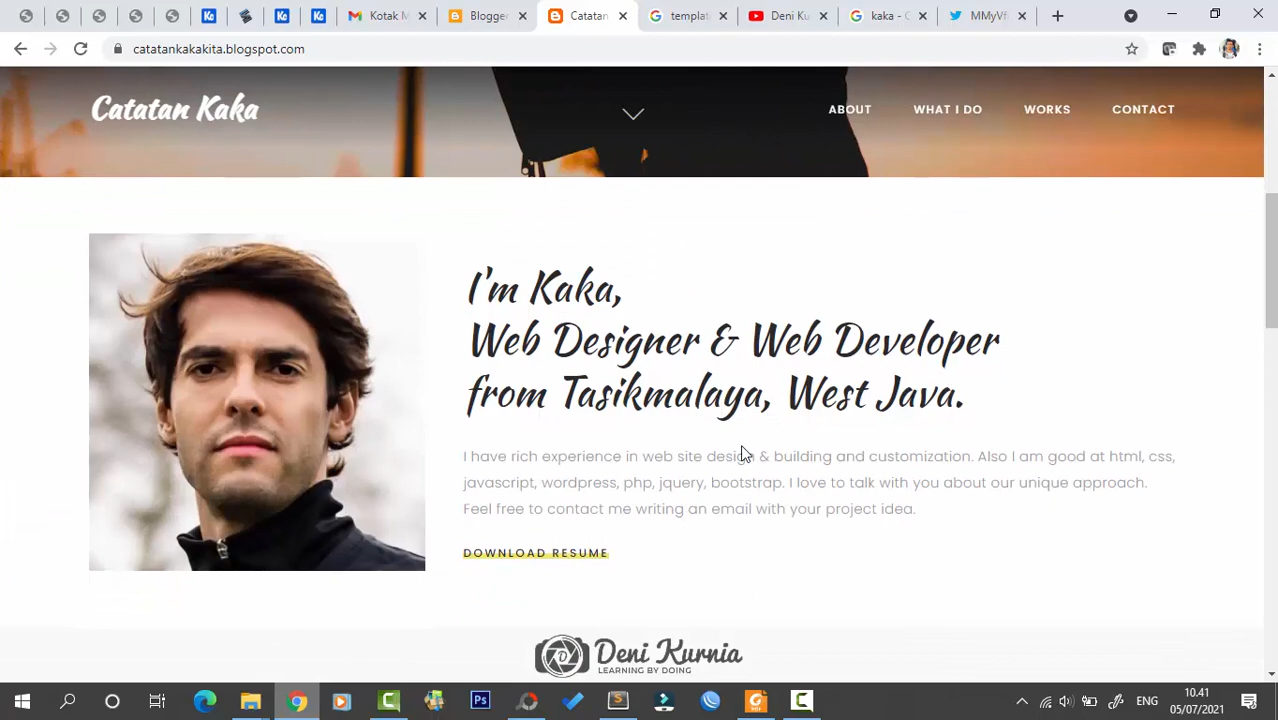 Kotak M
Blogger
Catatan
templat
Deni Ku
kaka - G
MMyVf
catatankakakita.blogspot.com
Catatan Kaka
ABOUT
WHAT I DO
WORKS
CONTACT
I'm Kaka,
Web Designer & Web Developer
from Tasikmalaya, West Java.
I have rich experience in web site design & building and customization. Also I am good at html, css,
javascript, wordpress, php, jquery, bootstrap. I love to talk with you about our unique approach.
Feel free to contact me writing an email with your project idea.
DOWNLOAD RESUME
Deni Kurnia
LEARNING BY DOING
ENG
10.41
05/07/2021